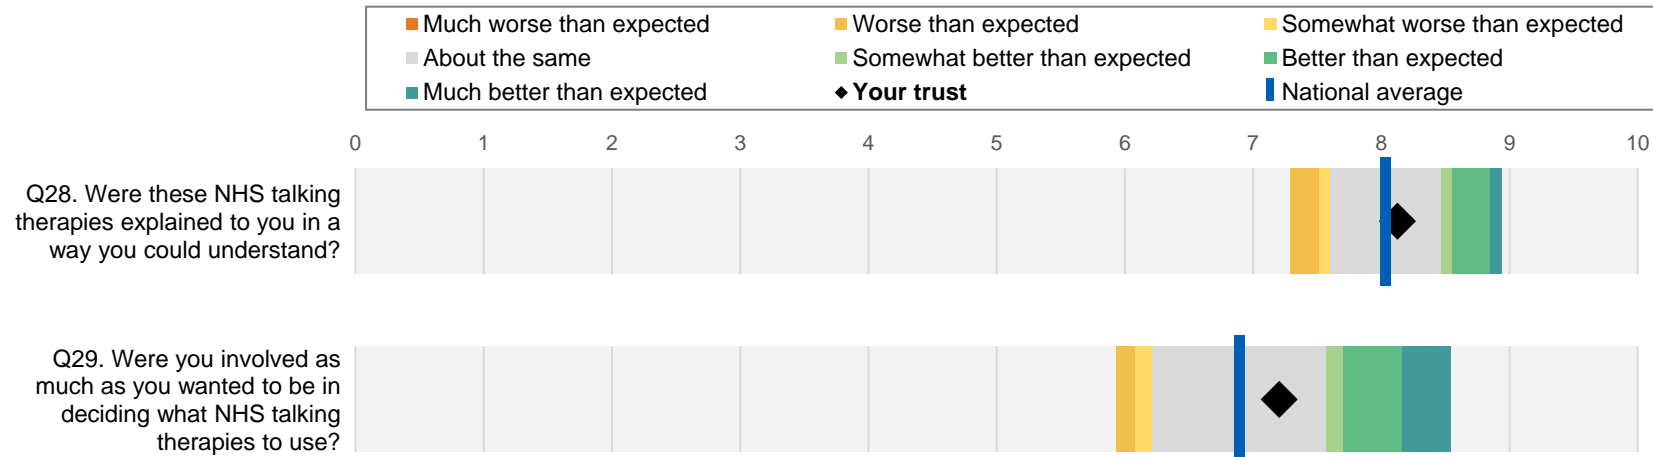 Much worse than expected Worse than expected Somewhat worse than expected
About the same Somewhat better than expected Better than expected
Much better than expected Your trust National average
0 1 2 3 4 5 6 7 8 9 10
Q28. Were these NHS talking
therapies explained to you in a
way you could understand?
Q29. Were you involved as
much as you wanted to be in
deciding what NHS talking
therapies to use?